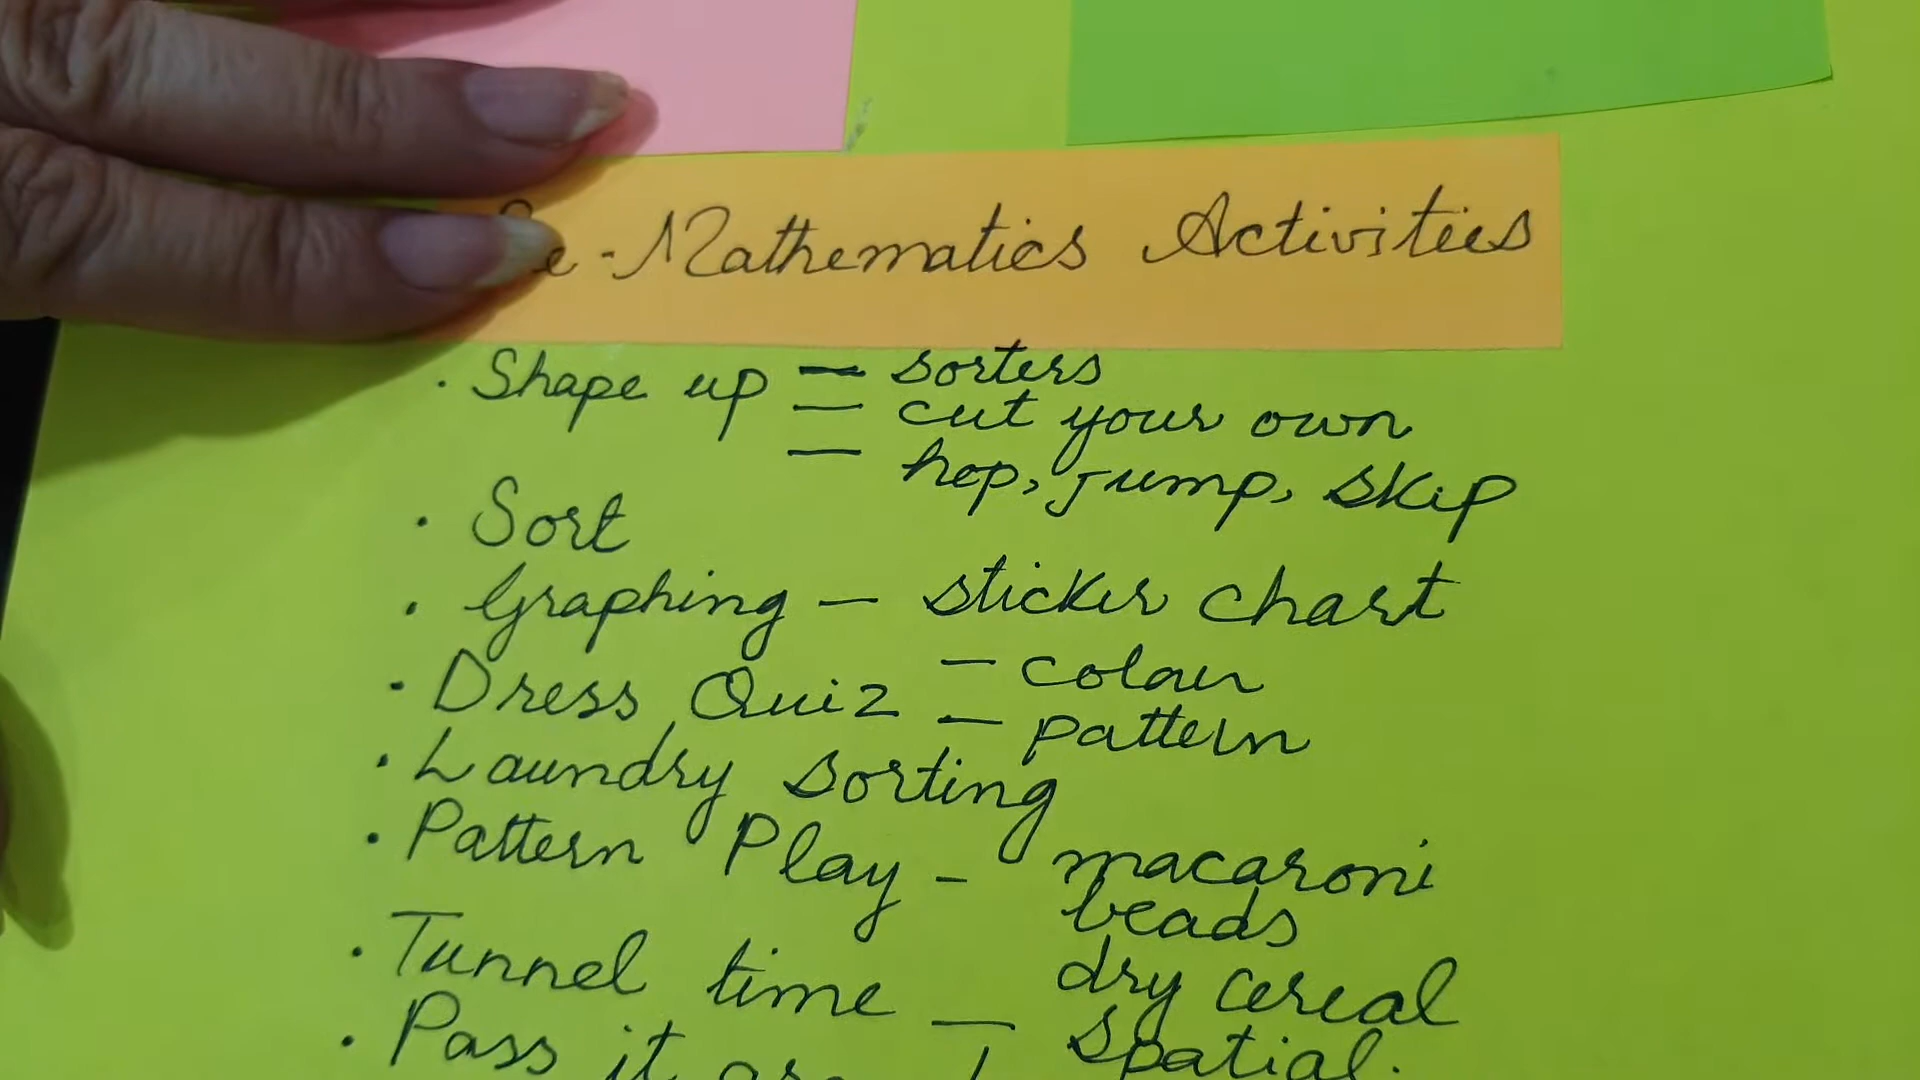 -Mathematics Activities
· Shape up — sorters
— cut your own
— hop, jump, skip
· Sort
· Graphing — sticker chart
· Dress Quiz — colour
— pattern
· Laundry sorting
· Pattern Play - macaroni
beads
dry cereal
· Tunnel time — spatial.
· Pass it